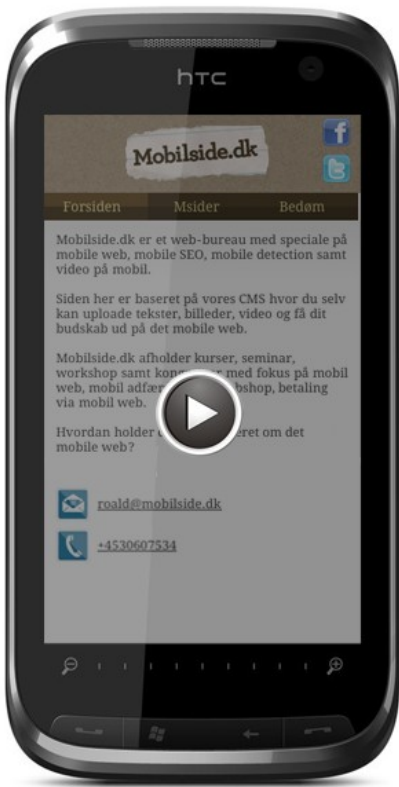 htc
f
Mobilside.dk
t
Forsiden Msider Bedøm
Mobilside.dk er et web-bureau med speciale på
mobile web, mobile SEO, mobile detection samt
video på mobil.
Siden her er baseret på vores CMS hvor du selv
kan uploade tekster, billeder, video og få dit
budskab ud på det mobile web.
Mobilside.dk afholder kurser, seminar,
workshop samt med fokus på mobil
web, mobil betaling
via mobil web.
Hvordan holder om det
mobile web?
roald@mobilside.dk
+4530607534